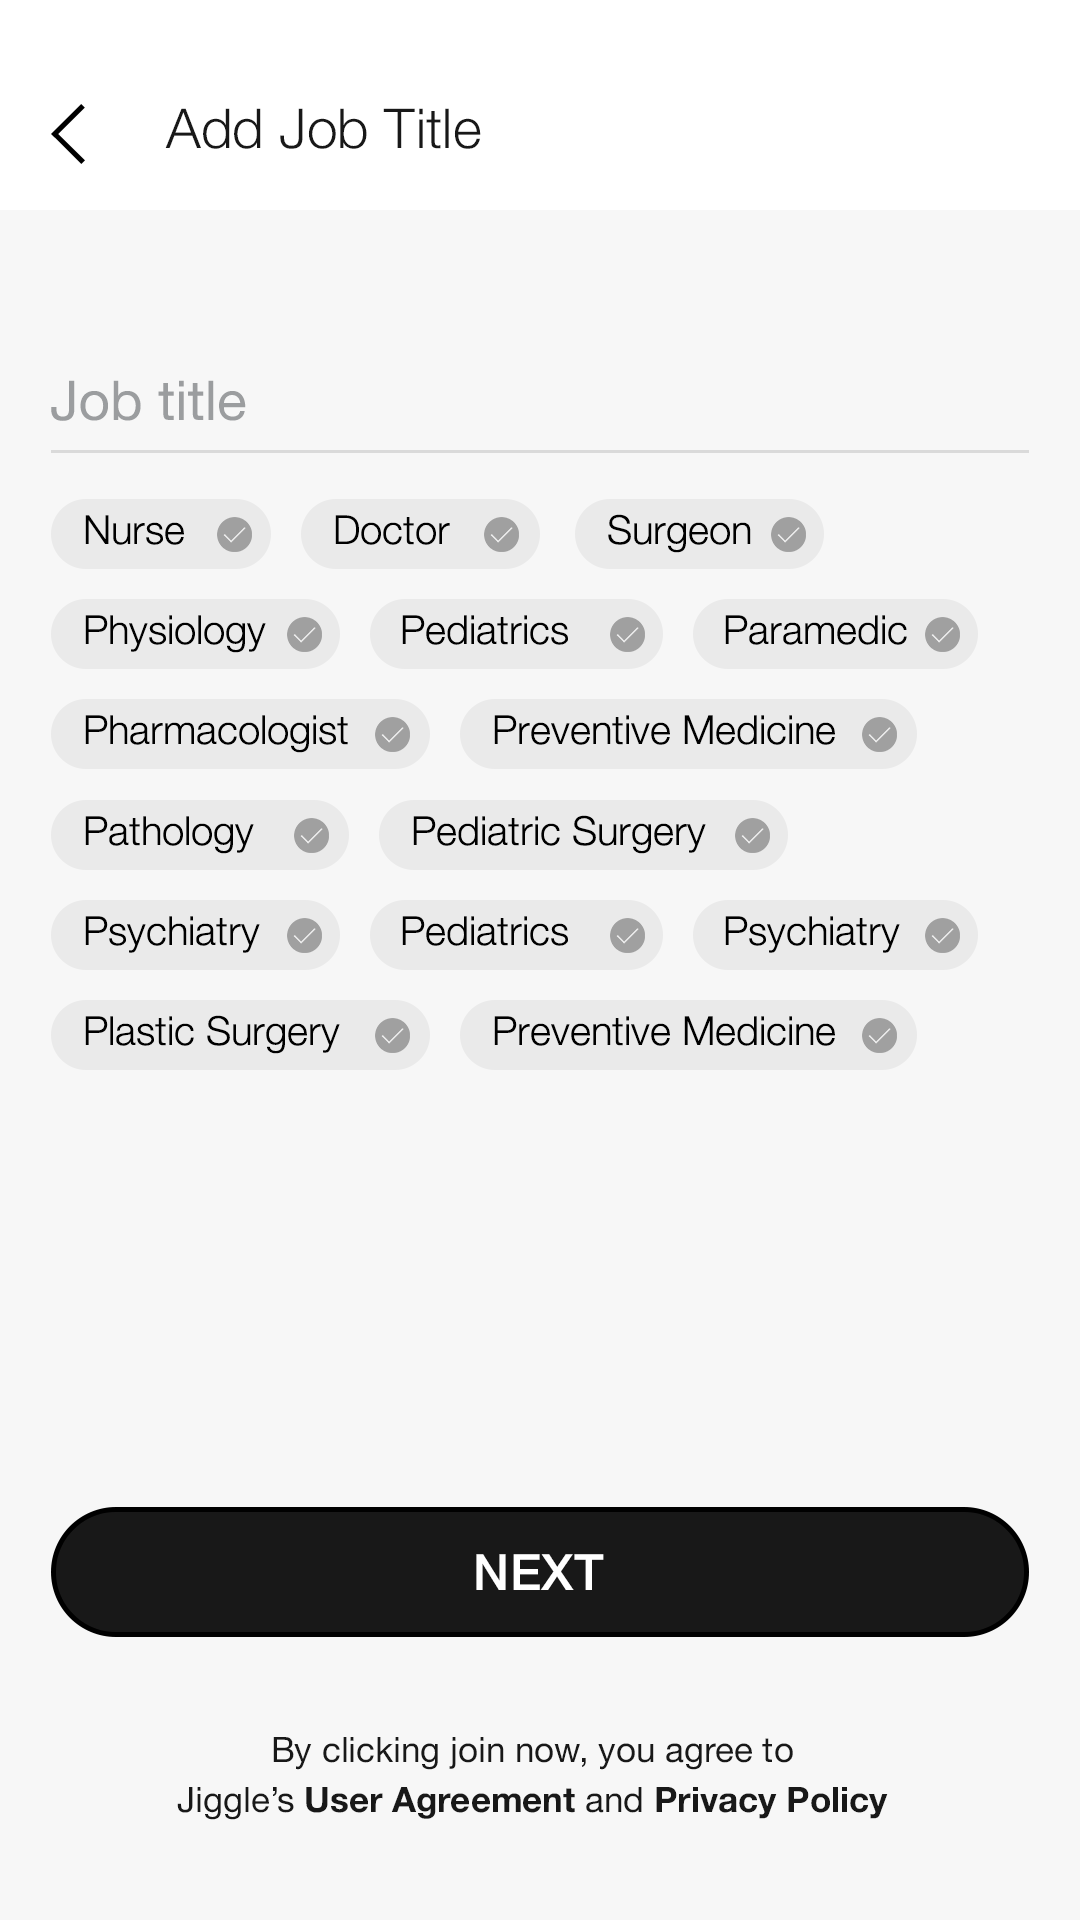 Add Job Title
Job title
Nurse Doctor Surgeon
Physiology Pediatrics Paramedic
Pharmacologist Preventive Medicine
Pathology Pediatric Surgery
Psychiatry Pediatrics Psychiatry
Plastic Surgery Preventive Medicine
NEXT
By clicking join now, you agree to
Jiggle’s User Agreement and Privacy Policy